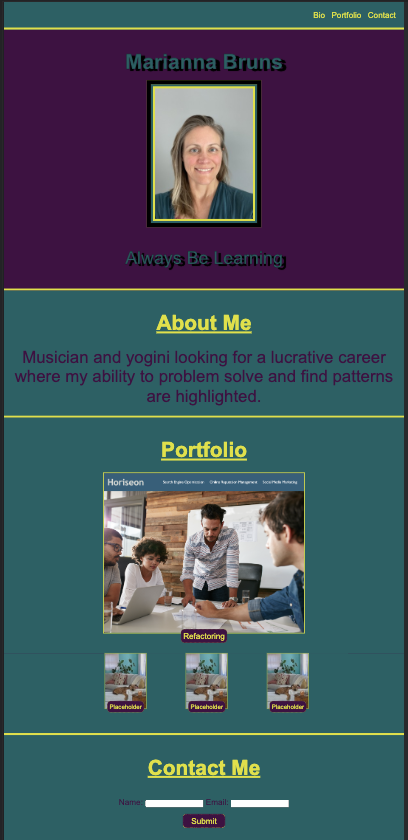 Bio Portfolio Contact
Marianna Bruns
Always Be Learning
About Me
Musician and yogini looking for a lucrative career
where my ability to problem solve and find patterns
are highlighted.
Portfolio
Horiseon Search Engine Optimization Online Reputation Management Social Media Marketing
Refactoring
Placeholder Placeholder Placeholder
Contact Me
Name: Email:
Submit